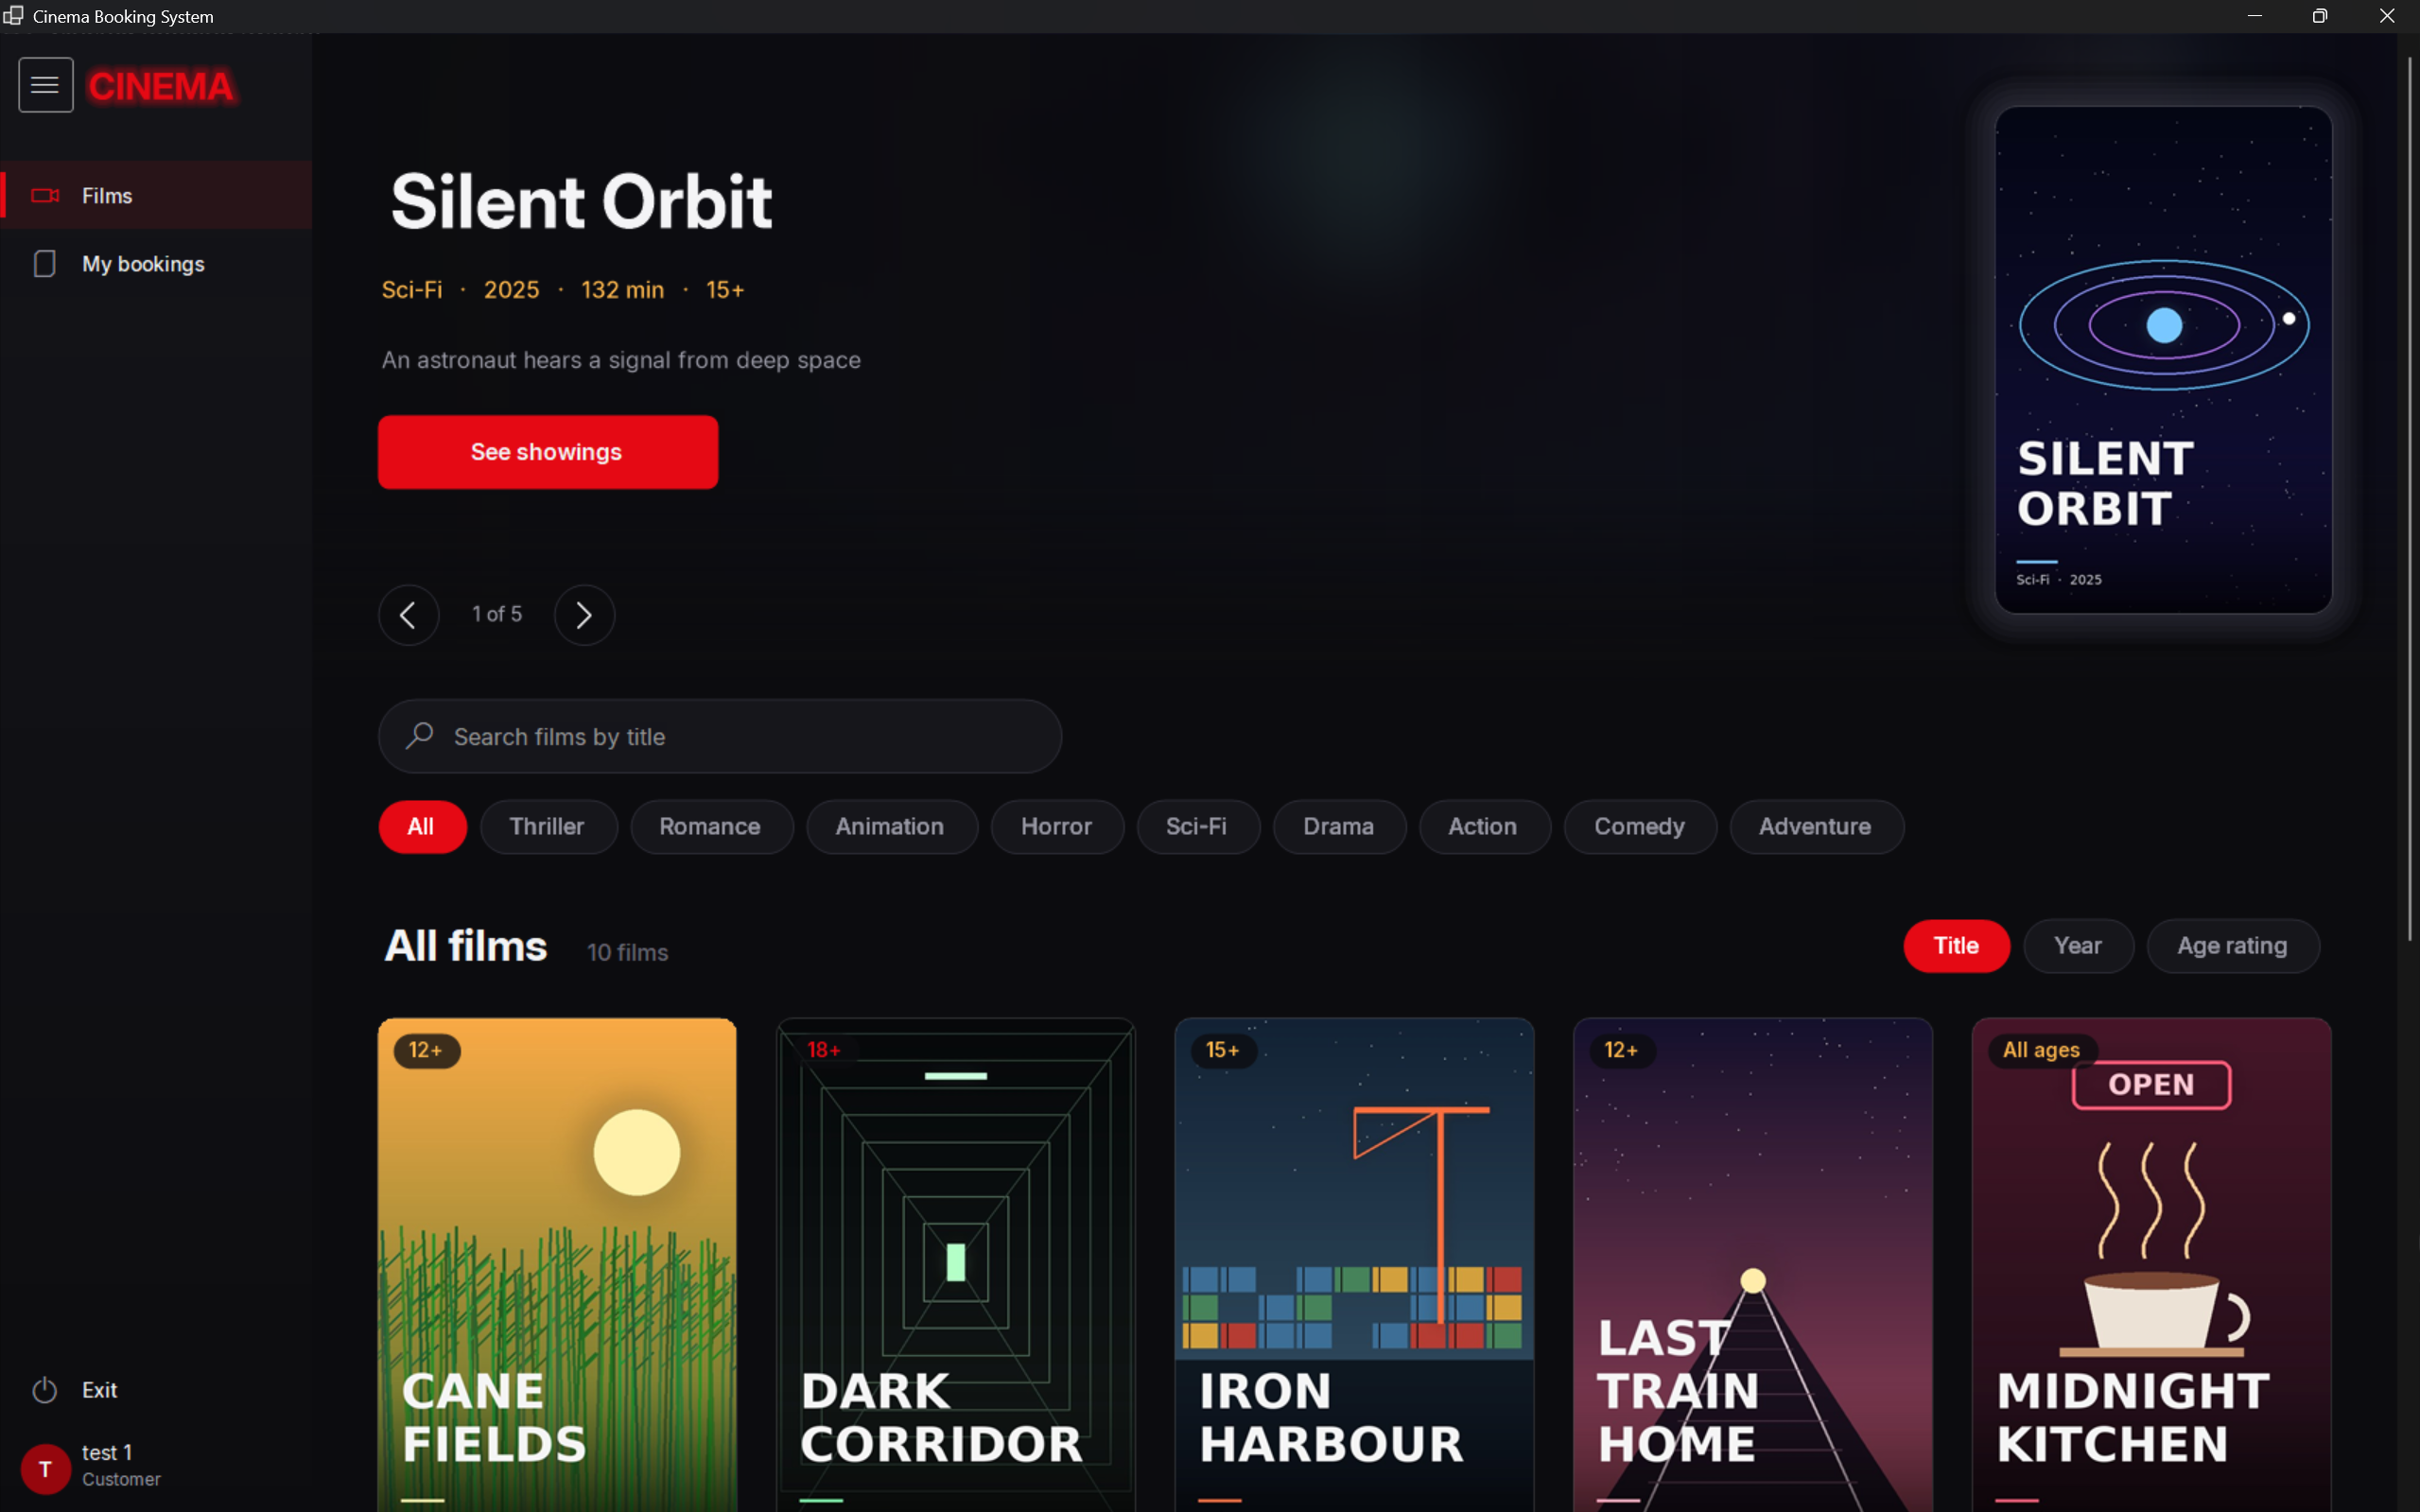 Cinema Booking System
CINEMA
Films
My bookings
Exit
T
test 1
Customer
Silent Orbit
Sci-Fi · 2025 · 132 min · 15+
An astronaut hears a signal from deep space
See showings
1 of 5
SILENT
ORBIT
Sci-Fi · 2025
Search films by title
All Thriller Romance Animation Horror Sci-Fi Drama Action Comedy Adventure
All films 10 films
Title Year Age rating
12+
CANE
FIELDS
18+
DARK
CORRIDOR
15+
IRON
HARBOUR
12+
LAST
TRAIN
HOME
All ages
OPEN
MIDNIGHT
KITCHEN